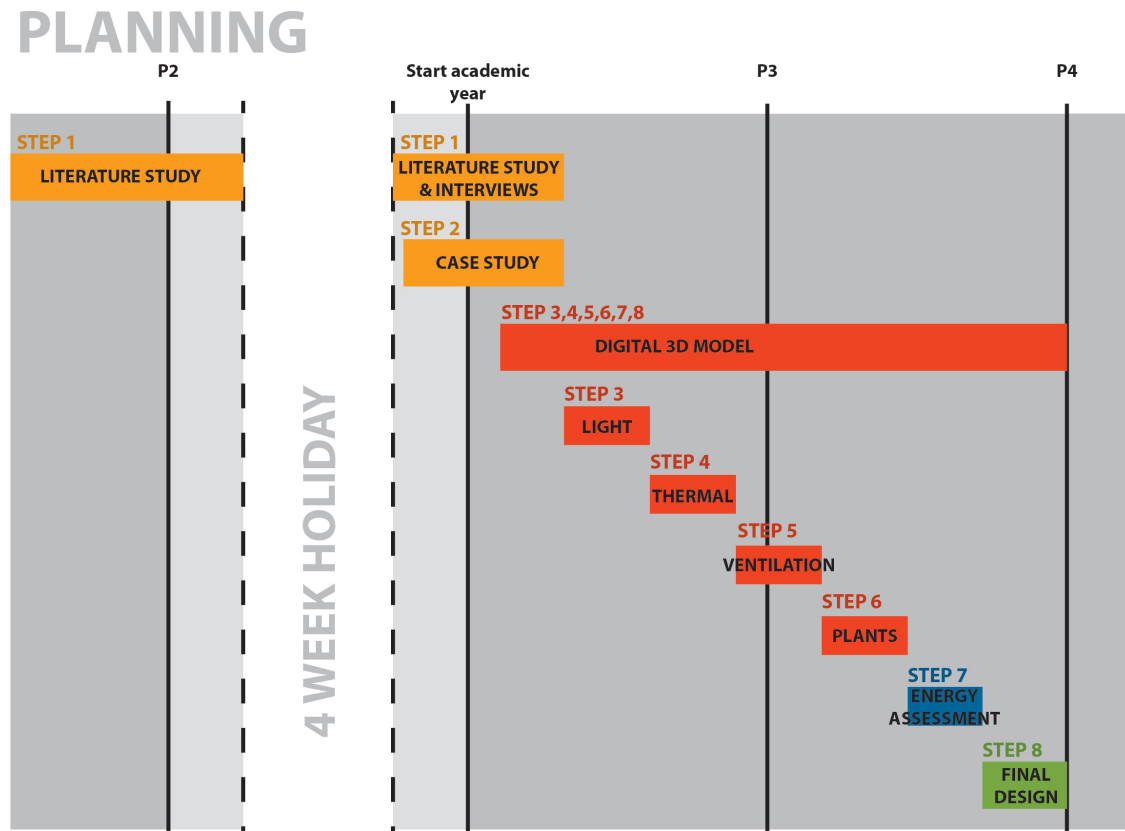 PLANNING
P2
Start academic
year
P3
P4
STEP 1
LITERATURE STUDY
STEP 1
LITERATURE STUDY
& INTERVIEWS
STEP 2
CASE STUDY
STEP 3,4,5,6,7,8
DIGITAL 3D MODEL
4 WEEK HOLIDAY
STEP 3
LIGHT
STEP 4
THERMAL
STEP 5
VENTILATION
STEP 6
PLANTS
STEP 7
ENERGY
ASSESSMENT
STEP 8
FINAL
DESIGN